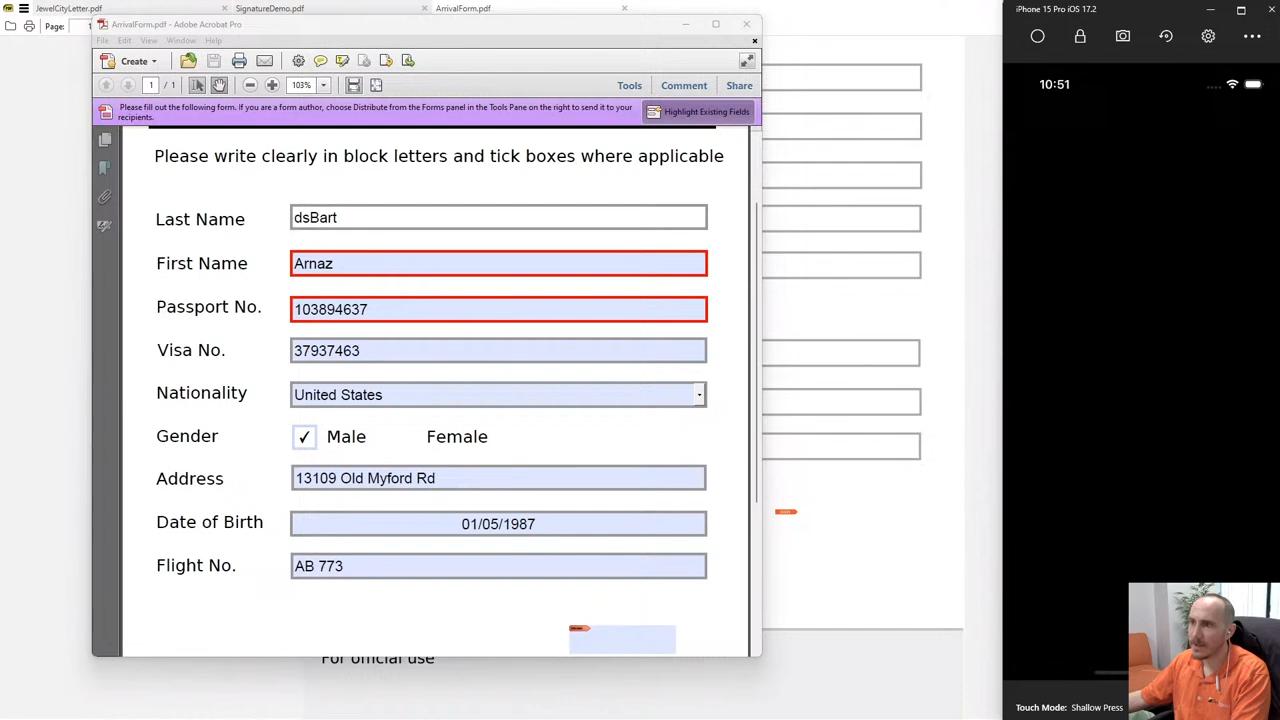 JewelCityLetter.pdf
SignatureDemo.pdf
ArrivalForm.pdf
iPhone 15 Pro iOS 17.2
Page:
ArrivalForm.pdf - Adobe Acrobat Pro
File Edit View Window Help
Create
1 / 1
103%
Tools
Comment
Share
Please fill out the following form. If you are a form author, choose Distribute from the Forms panel in the Tools Pane on the right to send it to your
recipients.
Highlight Existing Fields
10:51
Please write clearly in block letters and tick boxes where applicable
Last Name dsBart
First Name Arnaz
Passport No. 103894637
Visa No. 37937463
Nationality United States
Gender ✓ Male Female
Address 13109 Old Myford Rd
Date of Birth 01/05/1987
Flight No. AB 773
For official use
Touch Mode: Shallow Press